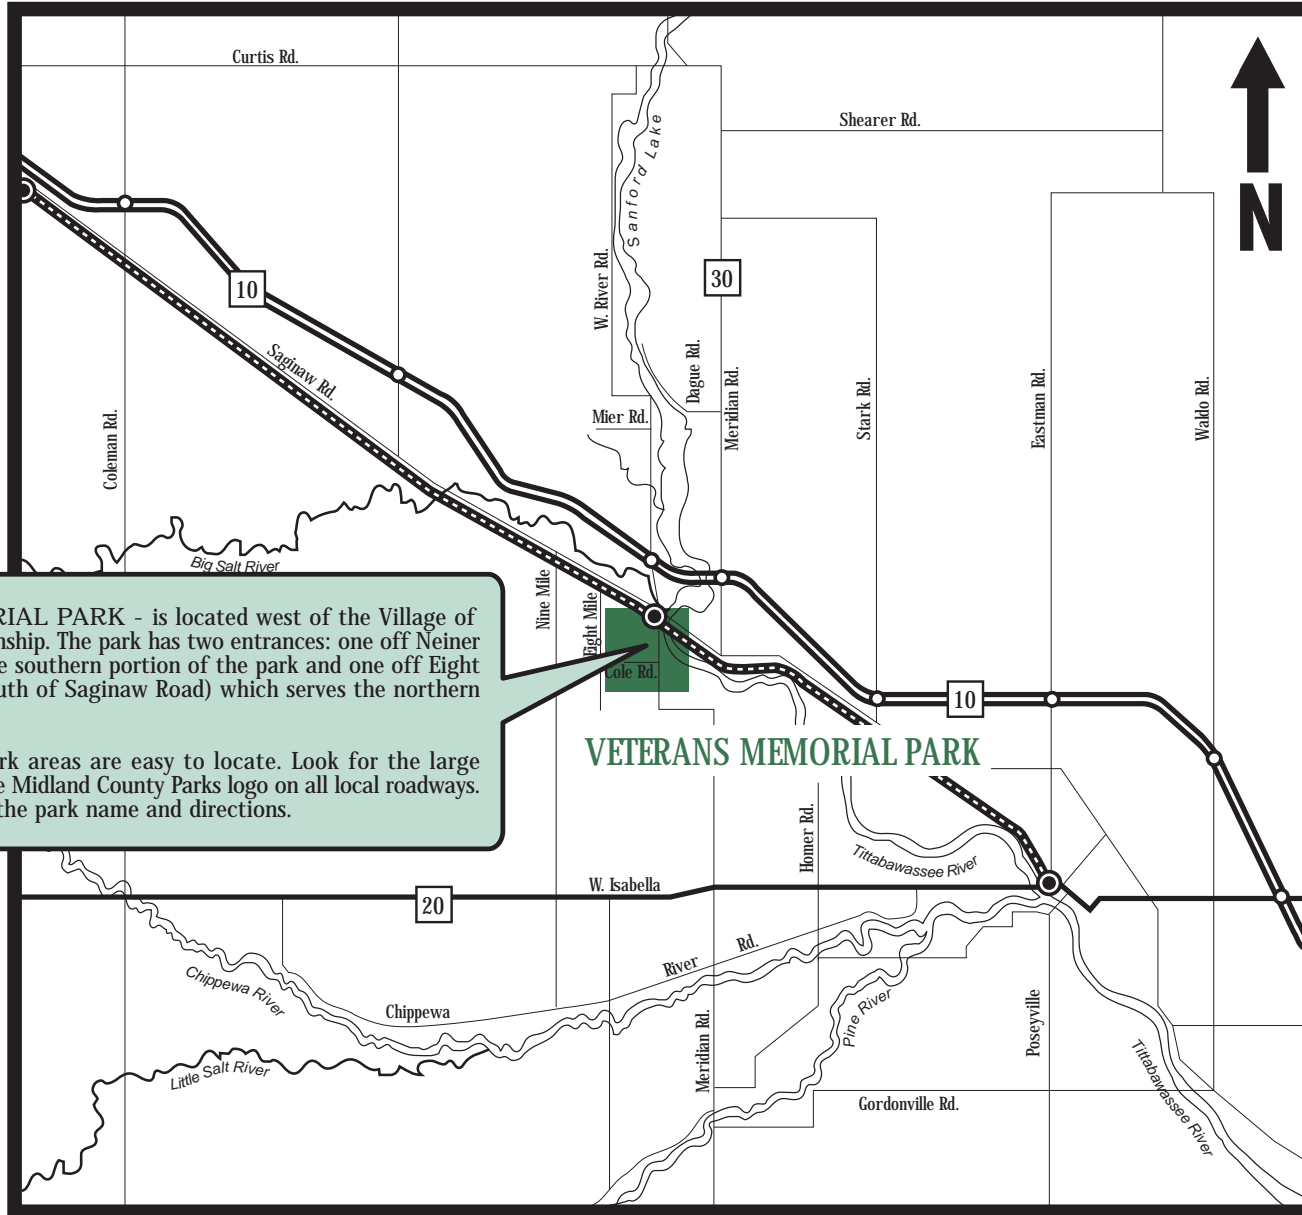 Curtis Rd.
Shearer Rd.
Sanford Lake
N
W. River Rd.
30
10
Saginaw Rd.
Dague Rd.
Meridian Rd.
Stark Rd.
Eastman Rd.
Waldo Rd.
Coleman Rd.
Mier Rd.
Big Salt River
Nine Mile
Eight Mile
Cole Rd.
RIAL PARK - is located west of the Village of
nship. The park has two entrances: one off Neiner
e southern portion of the park and one off Eight
uth of Saginaw Road) which serves the northern
rk areas are easy to locate. Look for the large
e Midland County Parks logo on all local roadways.
the park name and directions.
10
VETERANS MEMORIAL PARK
Homer Rd.
Tittabawassee River
W. Isabella
20
River Rd.
Chippewa River
Chippewa
Pine River
Meridian Rd.
Poseyville
Little Salt River
Tittabawassee River
Gordonville Rd.